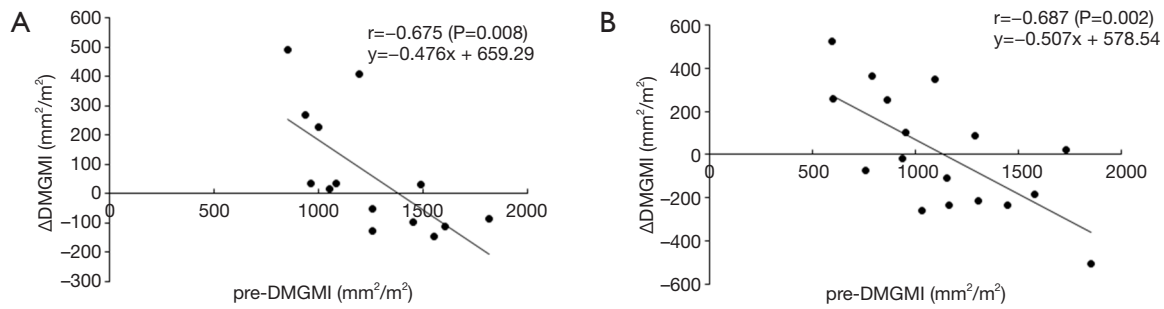 A
r=−0.675 (P=0.008)
y=−0.476x + 659.29
600
500
400
300
200
100
0
−100
−200
−300
0 500 1000 1500 2000
ΔDMGMI (mm²/m²)
pre-DMGMI (mm²/m²)
B
r=−0.687 (P=0.002)
y=−0.507x + 578.54
600
400
200
0
−200
−400
−600
0 500 1000 1500 2000
ΔDMGMI (mm²/m²)
pre-DMGMI (mm²/m²)